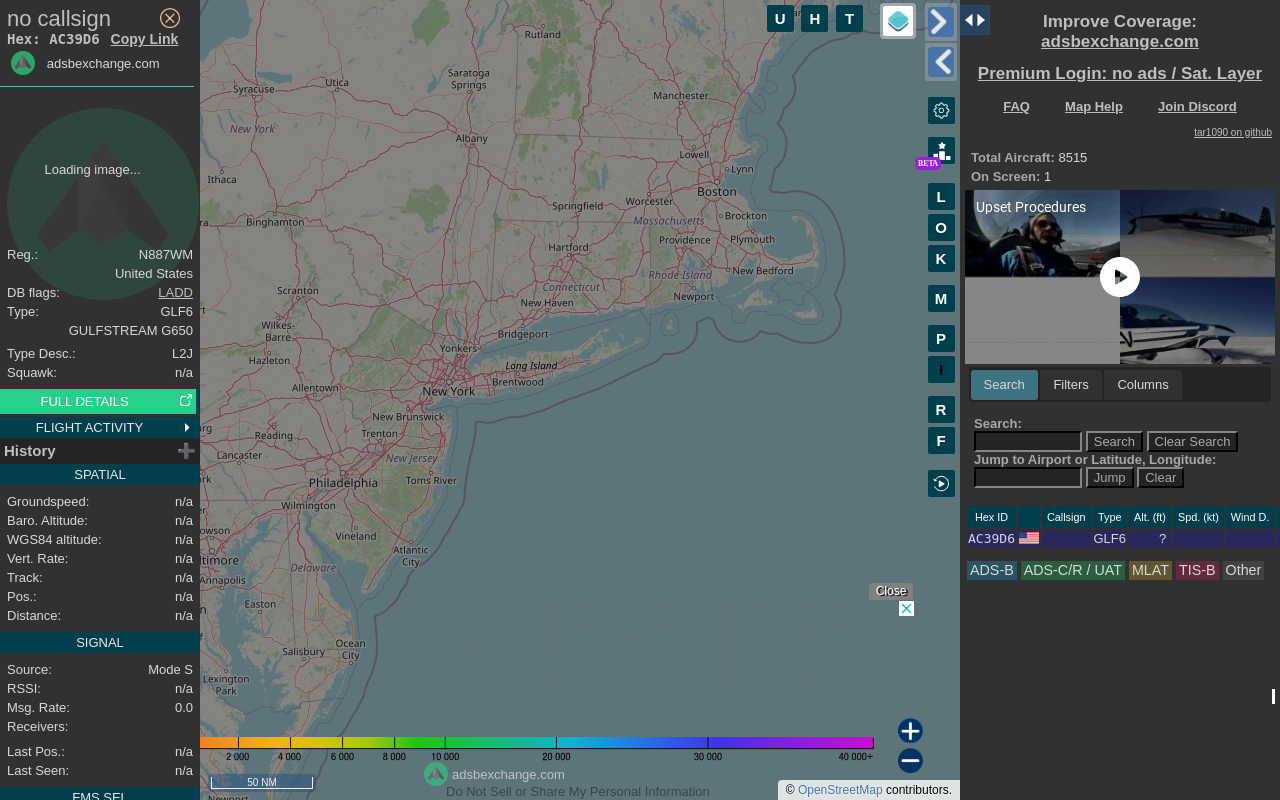 no callsign
Hex: AC39D6 Copy Link
adsbexchange.com
Loading image...
Reg.: N887WM
United States
DB flags: LADD
Type: GLF6
GULFSTREAM G650
Type Desc.: L2J
Squawk: n/a
FULL DETAILS
FLIGHT ACTIVITY
History
SPATIAL
Groundspeed: n/a
Baro. Altitude: n/a
WGS84 altitude: n/a
Vert. Rate: n/a
Track: n/a
Pos.: n/a
Distance: n/a
SIGNAL
Source: Mode S
RSSI: n/a
Msg. Rate: 0.0
Receivers:
Last Pos.: n/a
Last Seen: n/a
FMS SEL
U H T
Rutland
Saratoga
Springs
Utica
Syracuse
Manchester
New York
Albany
Lowell
Lynn
Ithaca
Boston
Worcester
Springfield
Binghamton
Massachusetts
Brockton
Providence
Plymouth
Hartford
Rhode Island
New Bedford
Connecticut
Scranton
New Haven
Newport
Wilkes-
Barre
Bridgeport
Yonkers
Hazleton
Long Island
Brentwood
Allentown
New York
New Brunswick
Reading
Trenton
Lancaster
New Jersey
Philadelphia
Toms River
Wilmington
Vineland
Atlantic
City
Delaware
Annapolis
Easton
Ocean
City
Salisbury
Lexington
Park
BETA
L
O
K
M
P
I
R
F
Close
2 000 4 000 6 000 8 000 10 000 20 000 30 000 40 000+
50 NM
adsbexchange.com
Do Not Sell or Share My Personal Information
© OpenStreetMap contributors.
Improve Coverage:
adsbexchange.com
Premium Login: no ads / Sat. Layer
FAQ Map Help Join Discord
tar1090 on github
Total Aircraft: 8515
On Screen: 1
Upset Procedures
Search Filters Columns
Search:
Search Clear Search
Jump to Airport or Latitude, Longitude:
Jump Clear
Hex ID Callsign Type Alt. (ft) Spd. (kt) Wind D.
AC39D6 GLF6 ?
ADS-B ADS-C/R / UAT MLAT TIS-B Other